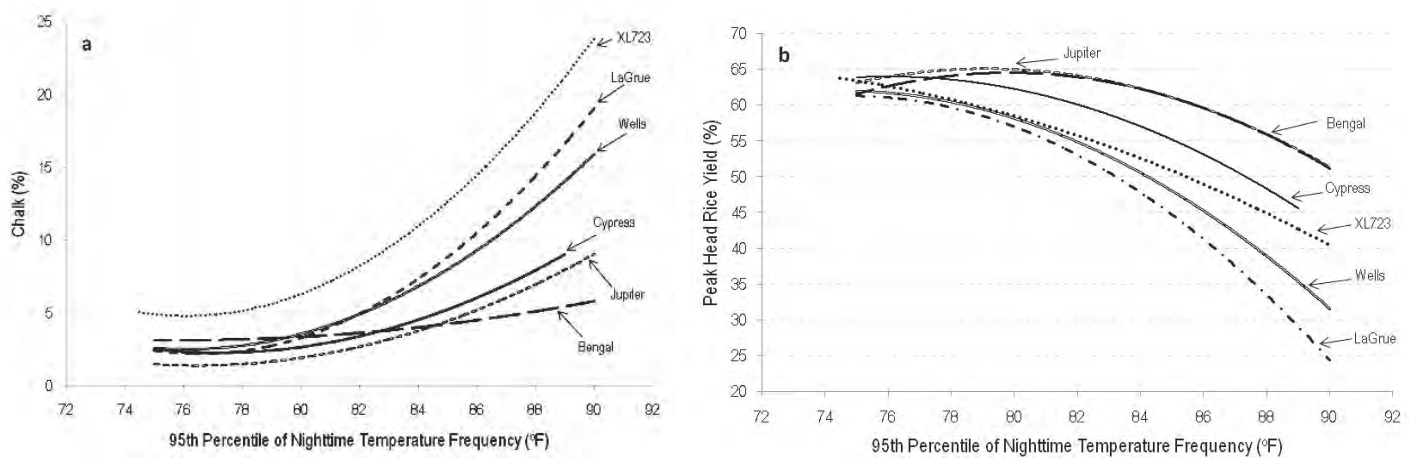 a
25
20
15
10
5
0
Chalk (%)
XL723
LaGrue
Wells
Cypress
Jupiter
Bengal
72 74 76 78 80 82 84 86 88 90 92
95th Percentile of Nighttime Temperature Frequency (ºF)
b
70
65
60
55
50
45
40
35
30
25
20
Peak Head Rice Yield (%)
Jupiter
Bengal
Cypress
XL723
Wells
LaGrue
72 74 76 78 80 82 84 86 88 90 92
95th Percentile of Nighttime Temperature Frequency (ºF)